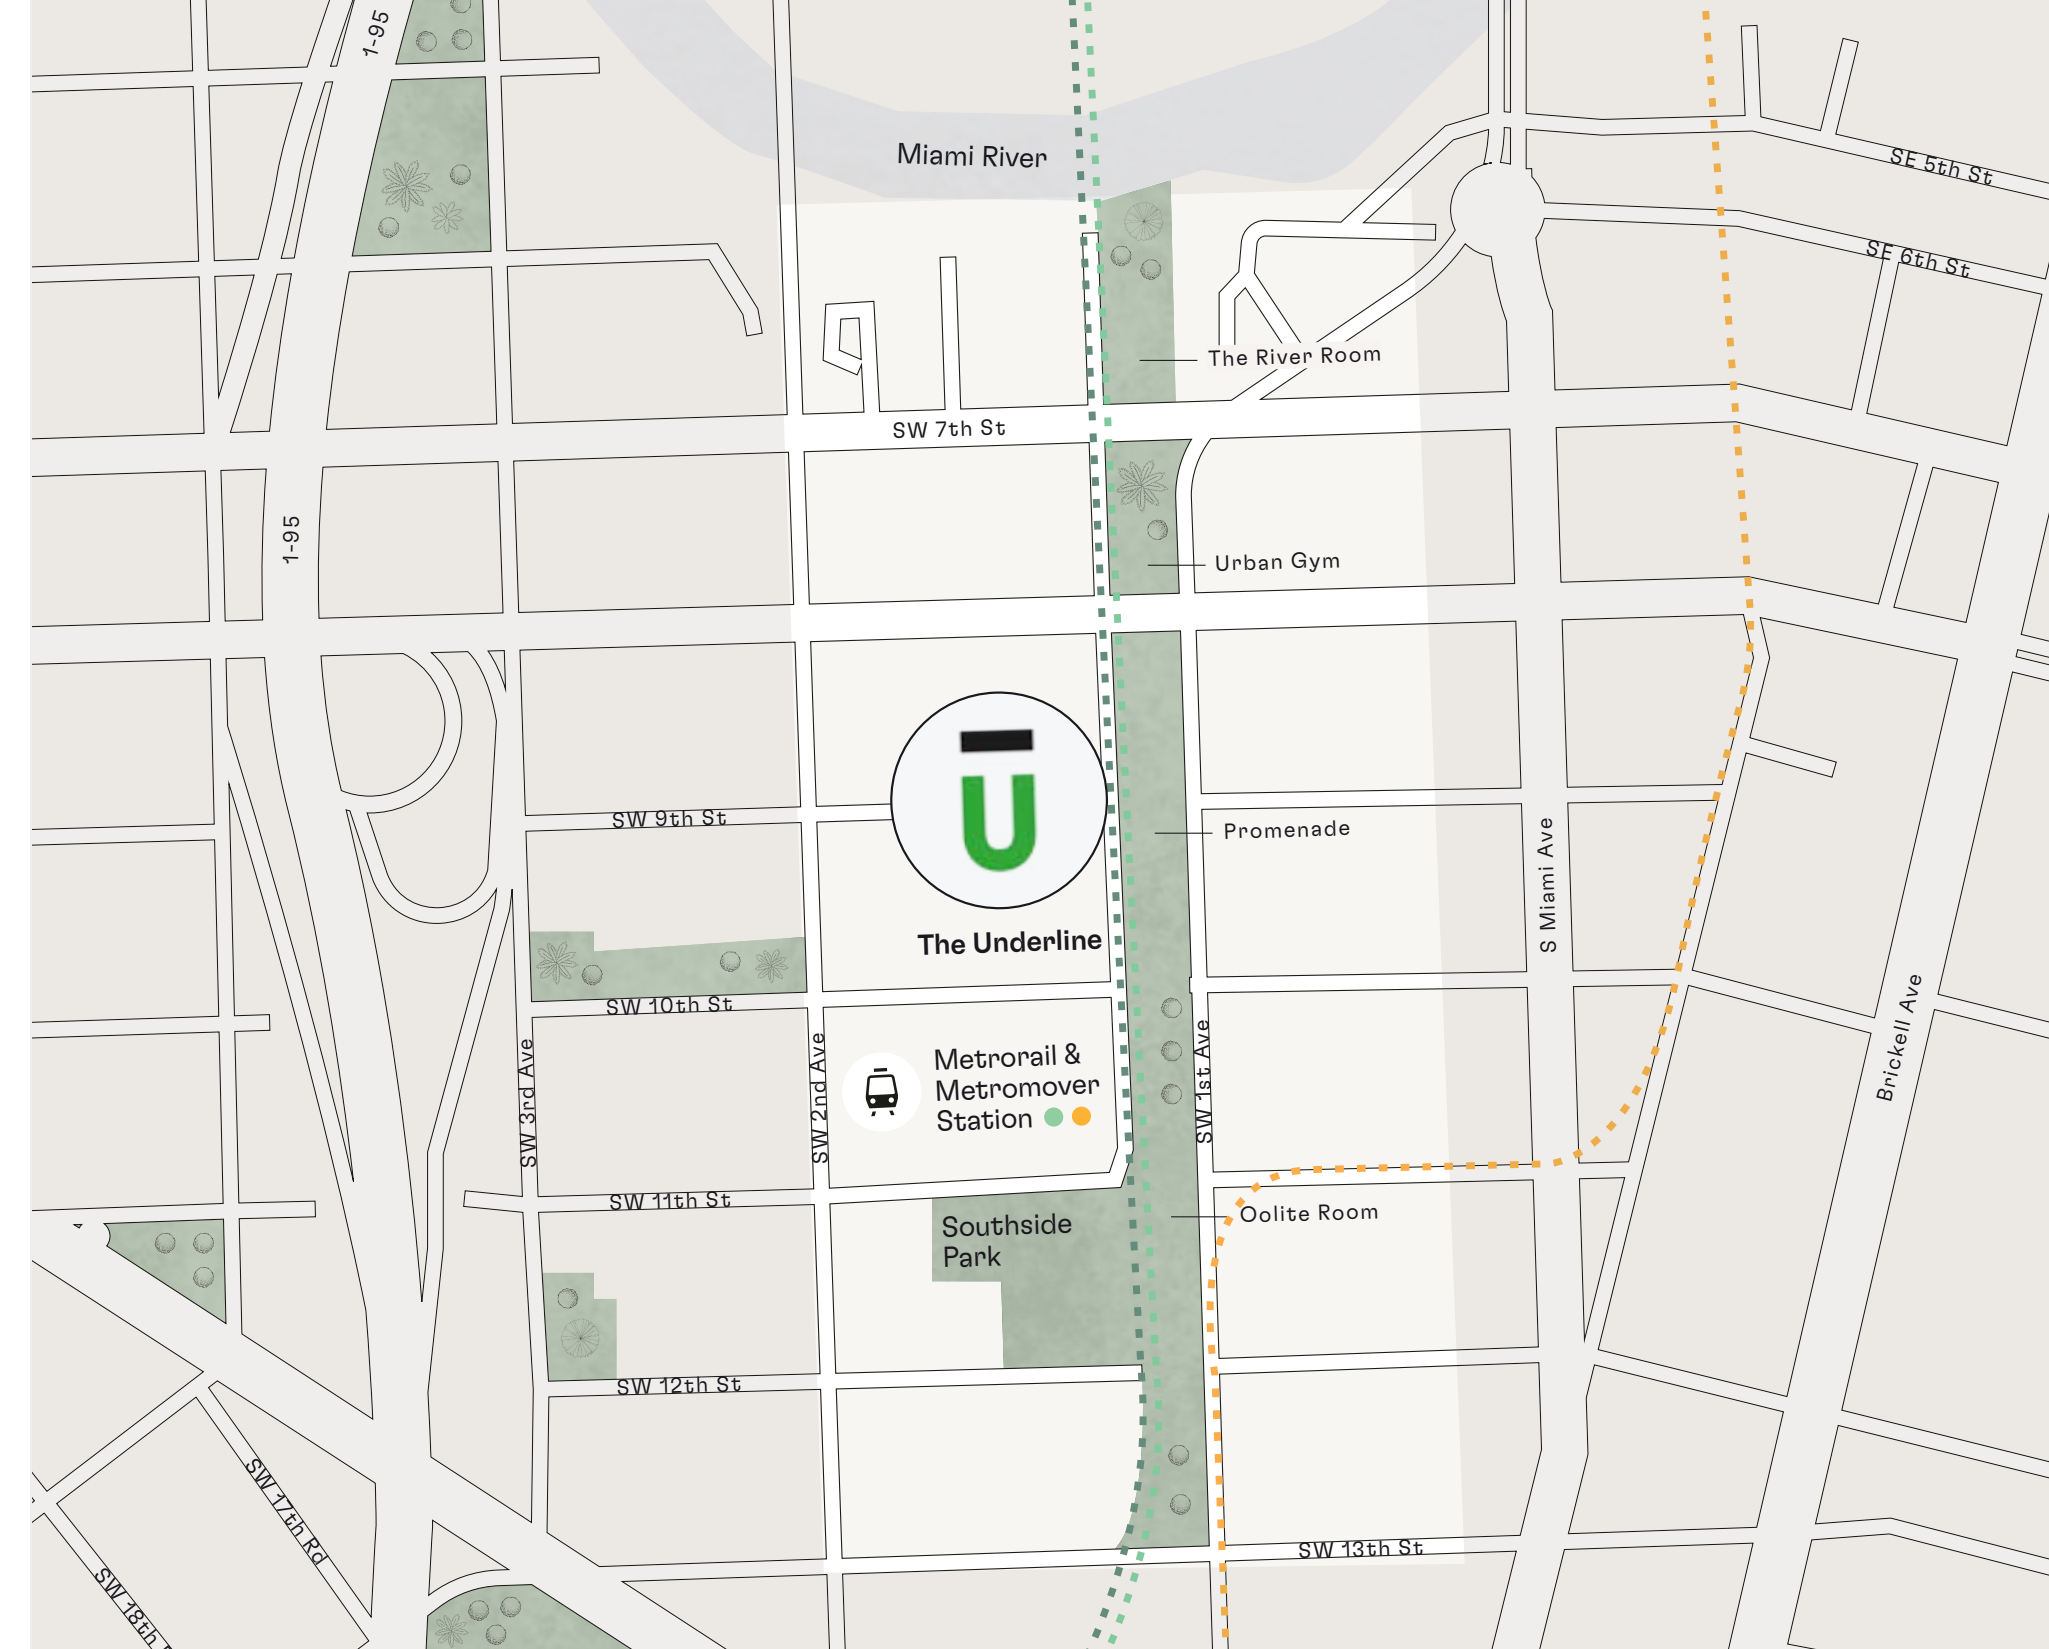 1-95
Miami River
SE 5th St
SE 6th St
The River Room
SW 7th St
1-95
Urban Gym
U
SW 9th St
Promenade
S Miami Ave
The Underline
SW 10th St
Brickell Ave
SW 3rd Ave
SW 2nd Ave
Metrorail &
Metromover
Station
SW 1st Ave
SW 11th St
Southside
Park
Oolite Room
SW 12th St
SW 17th Rd
SW 13th St
SW 18th